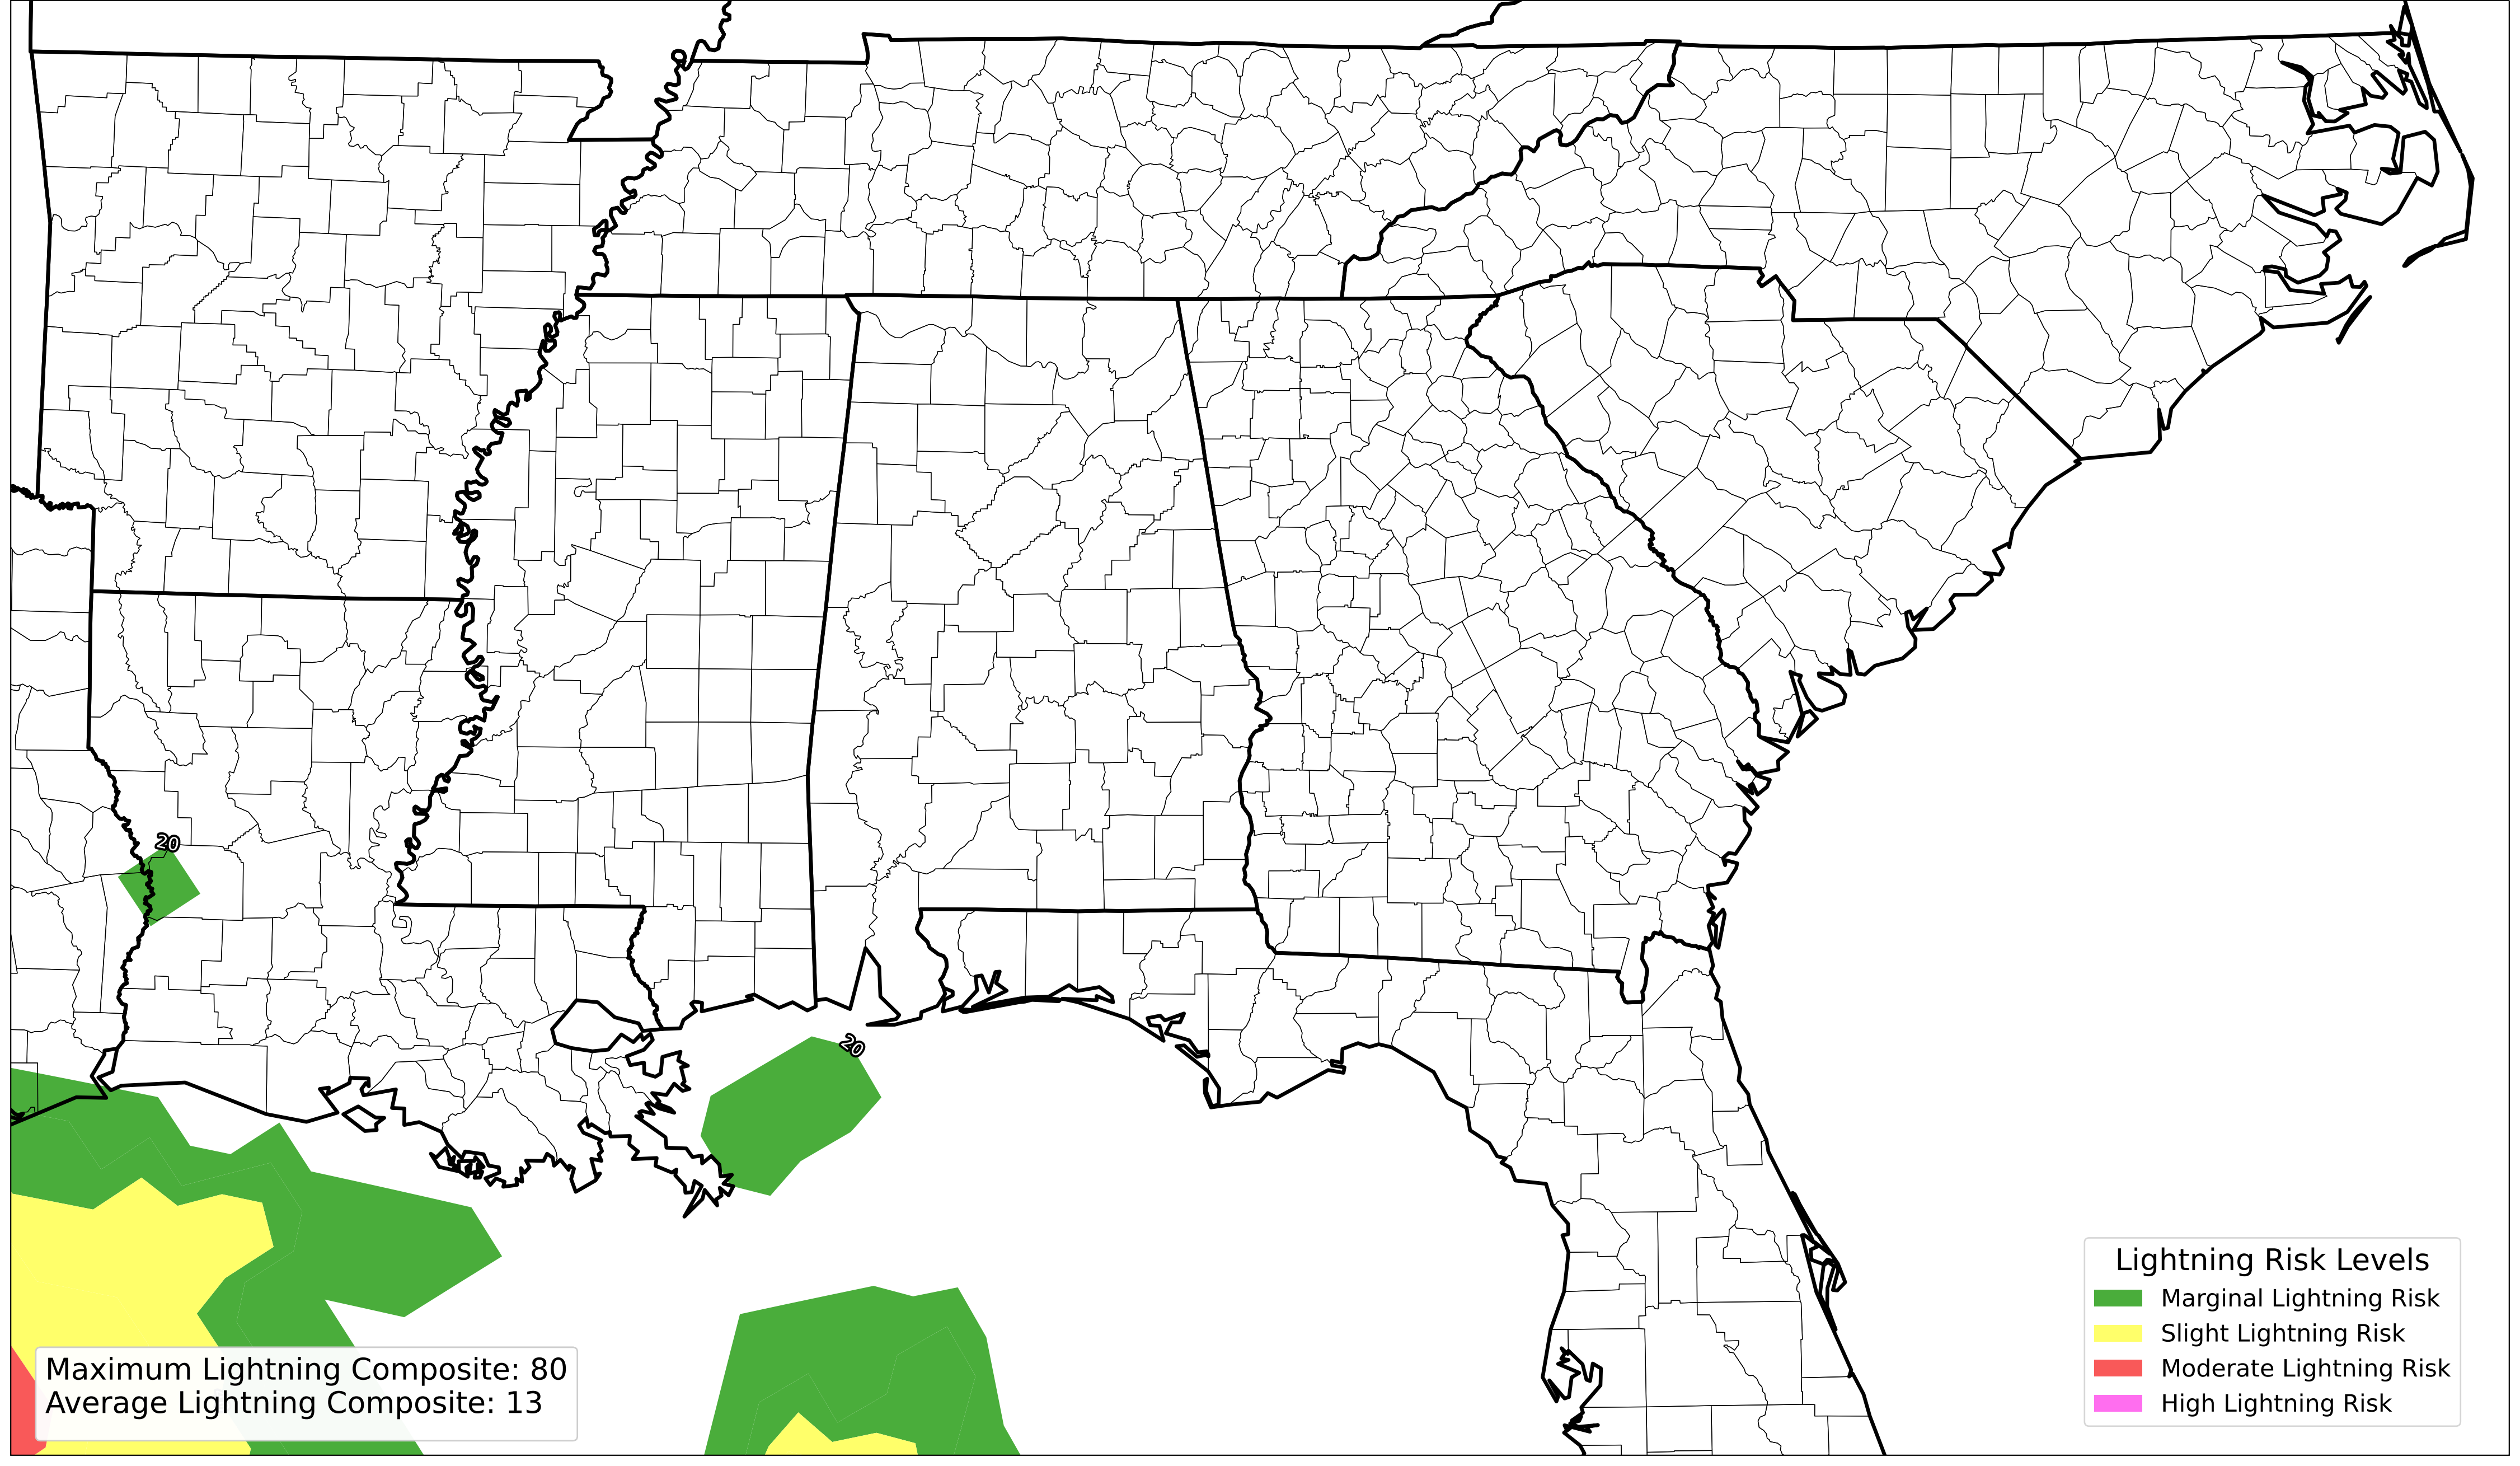 20
20
Maximum Lightning Composite: 80
Average Lightning Composite: 13
Lightning Risk Levels
Marginal Lightning Risk
Slight Lightning Risk
Moderate Lightning Risk
High Lightning Risk